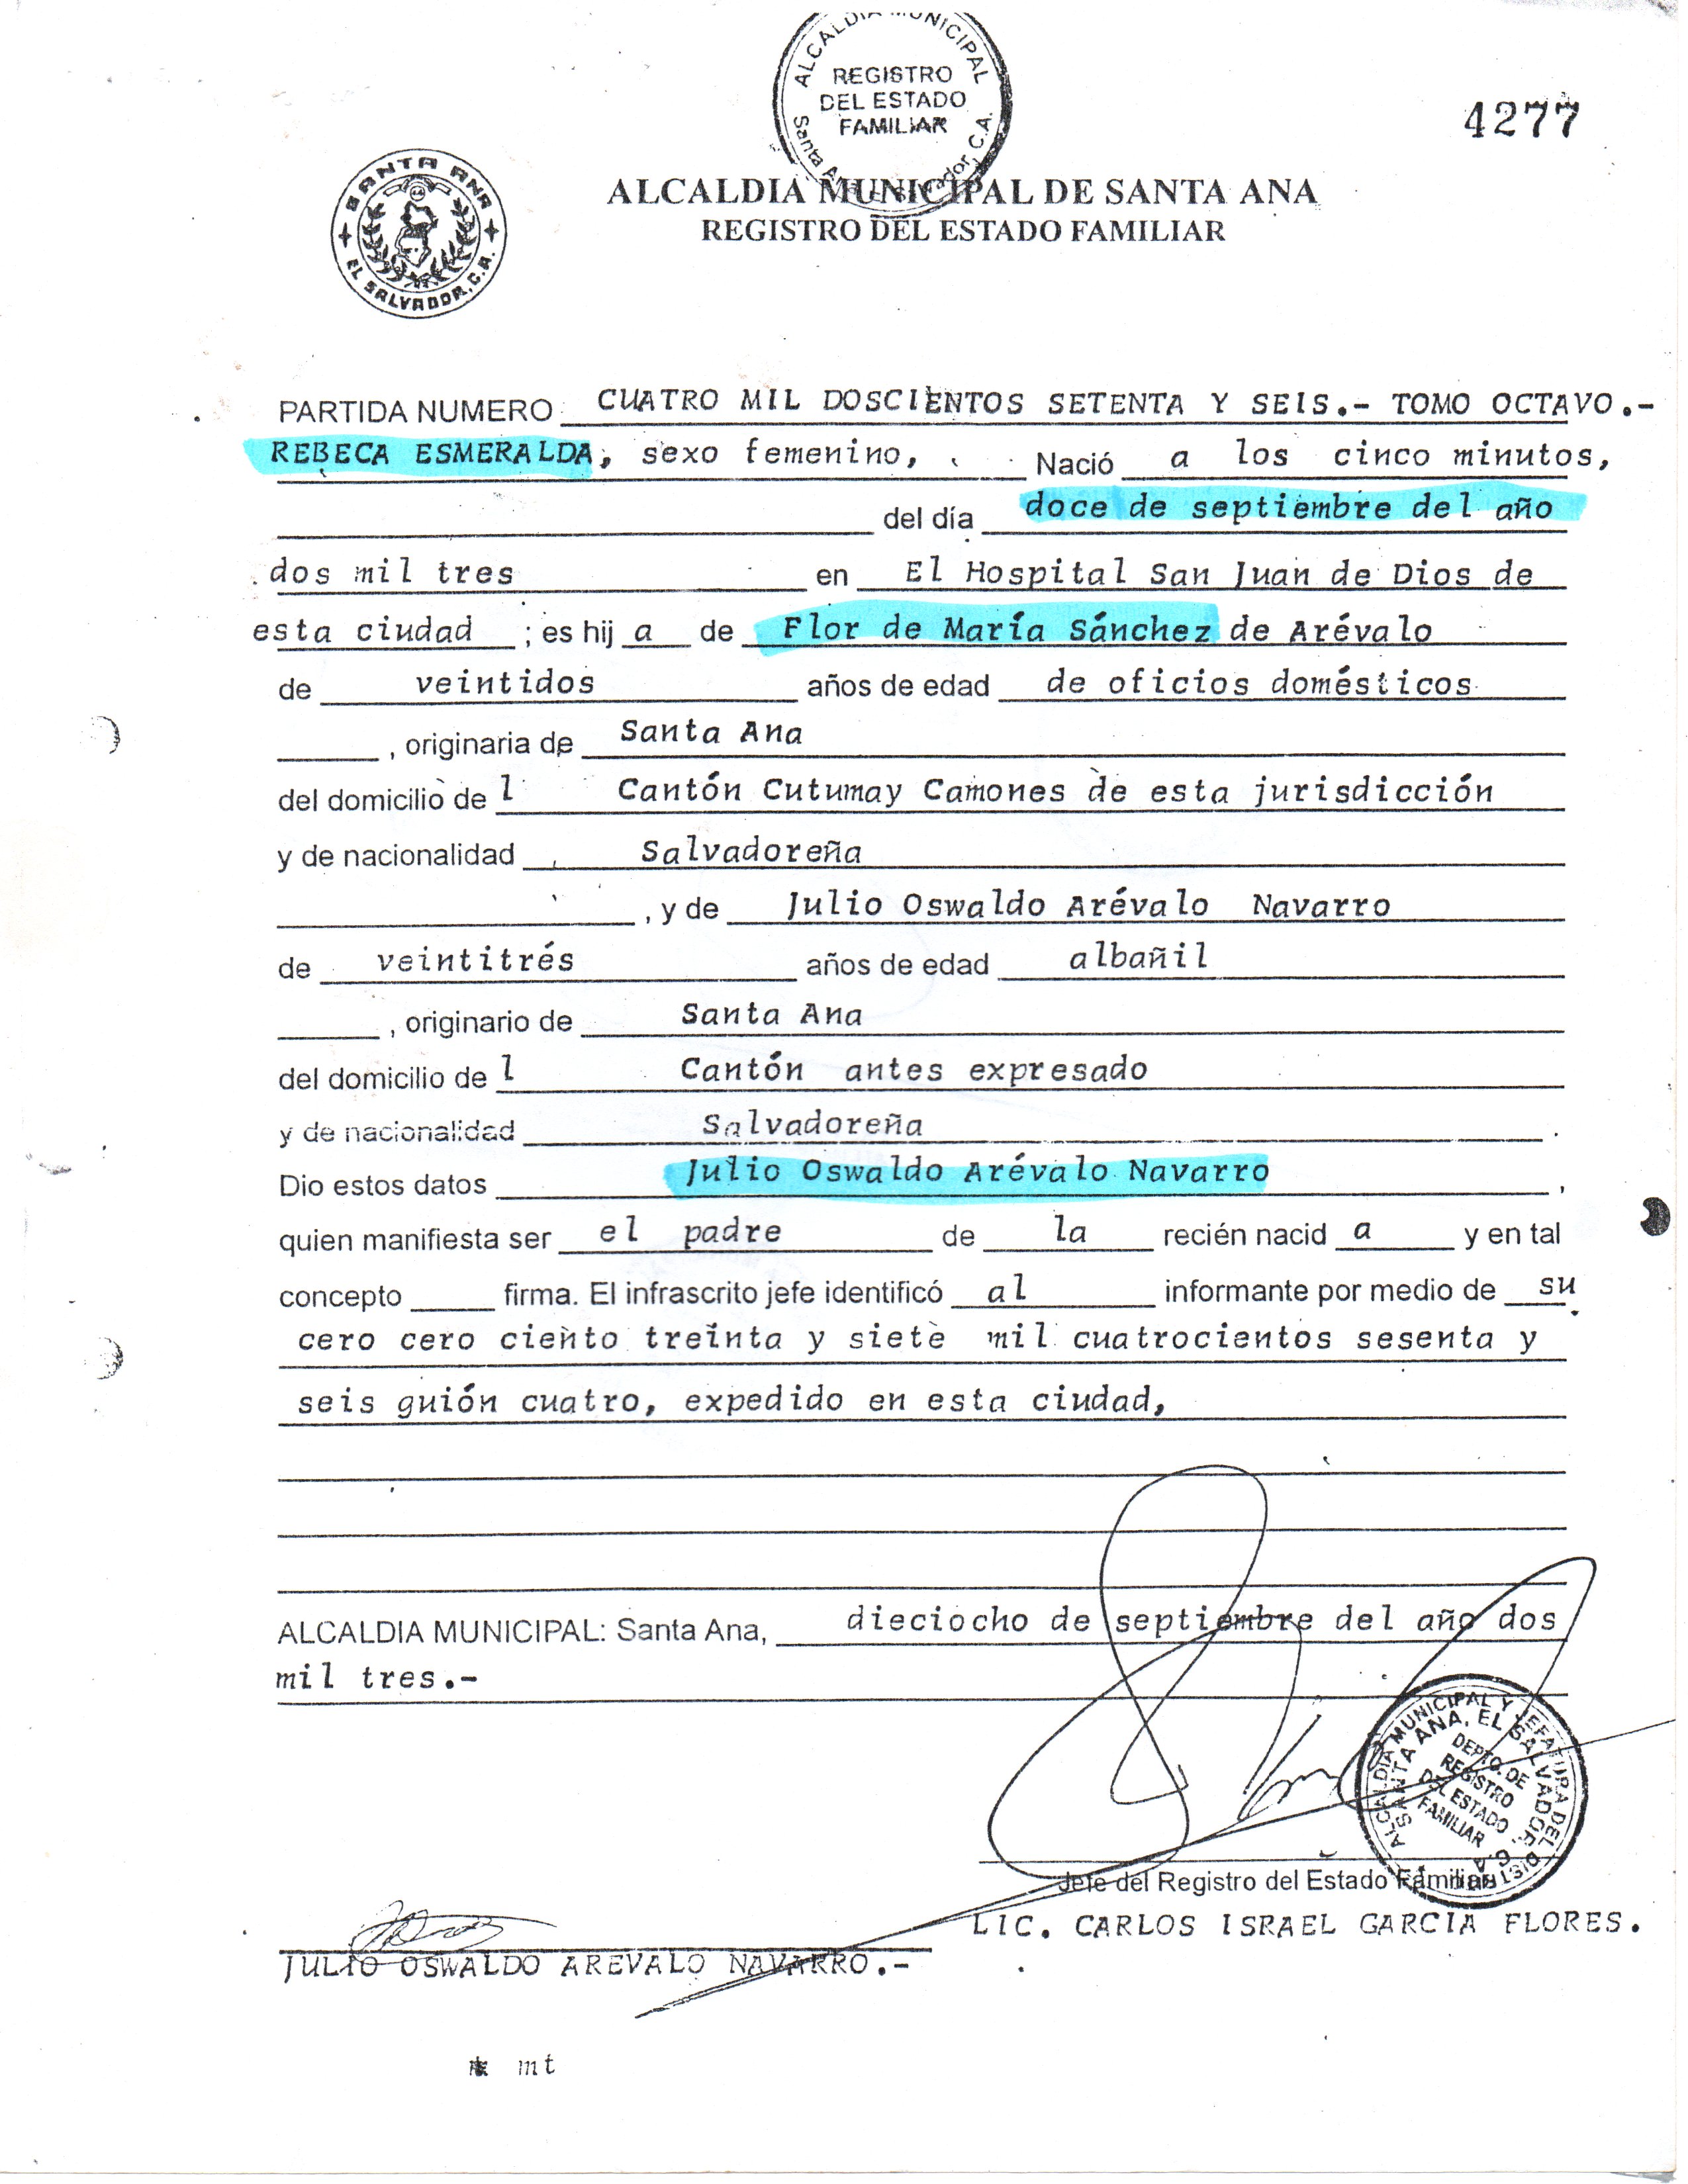 ALCALDIA MUNICIPAL
REGISTRO
DEL ESTADO
FAMILIAR
Santa Ana, El Salvador, C.A.
4277
SANTA ANA
EL SALVADOR, C.A.
ALCALDIA MUNICIPAL DE SANTA ANA
REGISTRO DEL ESTADO FAMILIAR
PARTIDA NUMERO CUATRO MIL DOSCIENTOS SETENTA Y SEIS.- TOMO OCTAVO.-
REBECA ESMERALDA, sexo femenino, Nació a los cinco minutos,
del día doce de septiembre del año
dos mil tres en El Hospital San Juan de Dios de
esta ciudad ; es hij a de Flor de María Sánchez de Arévalo
de veintidos años de edad de oficios domésticos
, originaria de Santa Ana
del domicilio de l Cantón Cutumay Camones de esta jurisdicción
y de nacionalidad Salvadoreña
, y de Julio Oswaldo Arévalo Navarro
de veintitrés años de edad albañil
, originario de Santa Ana
del domicilio de l Cantón antes expresado
y de nacionalidad Salvadoreña .
Dio estos datos Julio Oswaldo Arévalo Navarro ,
quien manifiesta ser el padre de la recién nacid a y en tal
concepto firma. El infrascrito jefe identificó al informante por medio de su
cero cero ciento treinta y siete mil cuatrocientos sesenta y
seis guión cuatro, expedido en esta ciudad,
ALCALDIA MUNICIPAL: Santa Ana, dieciocho de septiembre del año dos
mil tres.-
ALCALDIA MUNICIPAL Y JEFATURA DEL DISTRITO
SANTA ANA, EL SALVADOR, C.A.
DEPTO. DE
REGISTRO
DEL ESTADO
FAMILIAR
Jefe del Registro del Estado Familiar
LIC. CARLOS ISRAEL GARCIA FLORES.
JULIO OSWALDO AREVALO NAVARRO.-
mt